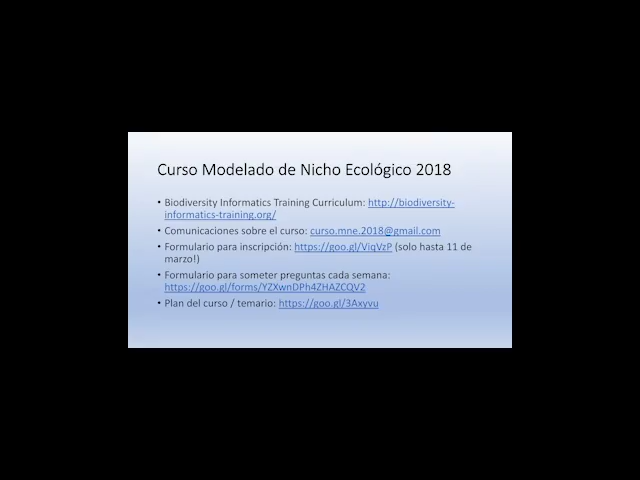 Curso Modelado de Nicho Ecológico 2018
• Biodiversity Informatics Training Curriculum: http://biodiversity-
informatics-training.org/
• Comunicaciones sobre el curso: curso.mne.2018@gmail.com
• Formulario para inscripción: https://goo.gl/ViqVzP (solo hasta 11 de
marzo!)
• Formulario para someter preguntas cada semana:
https://goo.gl/forms/YZXwnDPh4ZHAZCQV2
• Plan del curso / temario: https://goo.gl/3Axyvu